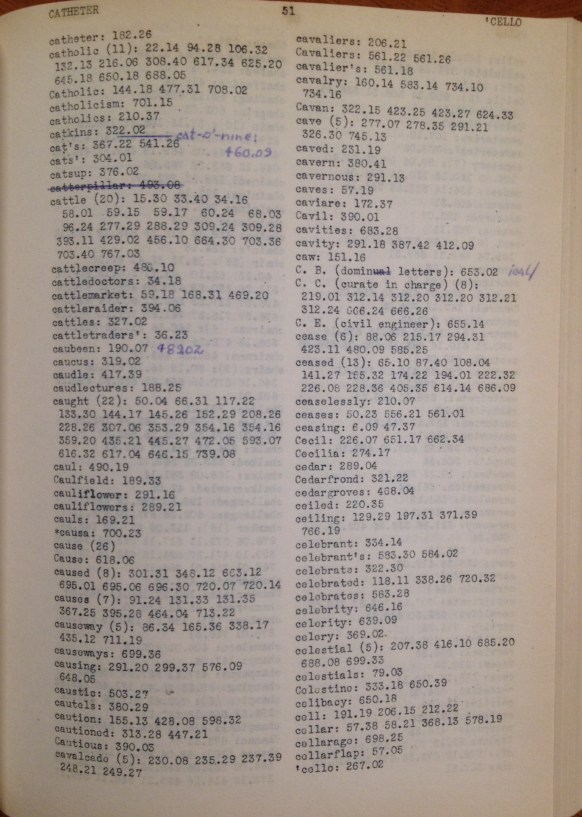 CATHETER
51
'CELLO
catheter: 182.26
catholic (11): 22.14 94.28 106.32
132.13 216.06 308.40 617.34 625.20
645.18 650.18 688.05
Catholic: 144.18 477.31 708.02
catholicism: 701.15
catholics: 210.37
catkins: 322.02
cat-o'-nine:
460.09
cat's: 367.22 541.26
cats': 304.01
catsup: 376.02
catterpillar: 493.08
cattle (20): 15.30 33.40 34.16
58.01 59.15 59.17 60.24 68.03
96.24 277.29 288.29 309.24 309.28
393.11 429.02 456.10 664.30 703.36
703.40 767.03
cattlecreep: 486.10
cattledoctors: 34.18
cattlemarket: 59.18 168.31 469.20
cattleraider: 394.06
cattles: 327.02
cattletraders': 36.23
caubeen: 190.07 489.02
caucus: 319.02
caudle: 417.39
caudlectures: 188.25
caught (22): 50.04 66.31 117.22
133.30 144.17 145.26 152.29 208.26
228.26 307.06 353.29 354.16 354.16
359.20 435.21 445.27 472.05 593.07
616.32 617.04 646.15 739.08
caul: 490.19
Caulfield: 189.33
cauliflower: 291.16
cauliflowers: 289.21
cauls: 169.21
*causa: 700.23
cause (26)
Cause: 618.06
caused (8): 301.31 348.12 663.12
695.01 695.06 696.30 720.07 720.14
causes (7): 91.24 131.33 131.35
367.25 395.28 464.04 713.22
causeway (5): 86.34 165.36 338.17
435.12 711.19
causeways: 699.36
causing: 291.20 299.37 576.09
648.05
caustic: 503.27
cautels: 380.29
caution: 155.13 428.08 596.32
cautioned: 313.28 447.21
Cautious: 390.03
cavalcade (5): 230.08 235.29 237.39
248.21 249.27
cavaliers: 206.21
Cavaliers: 561.22 561.26
cavalier's: 561.18
cavalry: 160.14 583.14 734.10
734.16
Cavan: 322.15 423.25 423.27 624.33
cave (5): 277.07 278.35 291.21
326.30 745.13
caved: 231.19
cavern: 380.41
cavernous: 291.13
caves: 57.19
caviare: 172.37
Cavil: 390.01
cavities: 683.28
cavity: 291.18 387.42 412.09
caw: 151.16
C. B. (dominual letters): 653.02
C. C. (curate in charge) (8):
219.01 312.14 312.20 312.20 312.21
312.24 666.24 666.26
C. E. (civil engineer): 655.14
cease (6): 88.06 215.17 294.31
423.11 480.09 585.25
ceased (13): 65.10 87.40 108.04
141.27 155.32 174.22 194.01 222.32
226.08 228.36 405.35 614.14 686.09
ceaselessly: 210.07
ceases: 50.23 556.21 561.01
ceasing: 6.09 47.37
Cecil: 226.07 651.17 662.34
Cecilia: 274.17
cedar: 289.04
Cedarfrond: 321.22
cedargroves: 468.04
ceiled: 220.35
ceiling: 129.29 197.31 371.39
766.19
celebrant: 334.14
celebrant's: 583.30 584.02
celebrate: 322.30
celebrated: 118.11 338.26 720.32
celebrates: 563.28
celebrity: 646.16
celerity: 639.09
celery: 369.02
celestial (5): 207.38 416.10 685.20
688.08 699.33
celestials: 79.03
Celestine: 333.18 650.39
celibacy: 650.18
cell: 191.19 206.15 212.22
cellar: 57.38 58.21 368.13 578.19
cellarage: 698.25
cellarflap: 57.05
'cello: 267.02